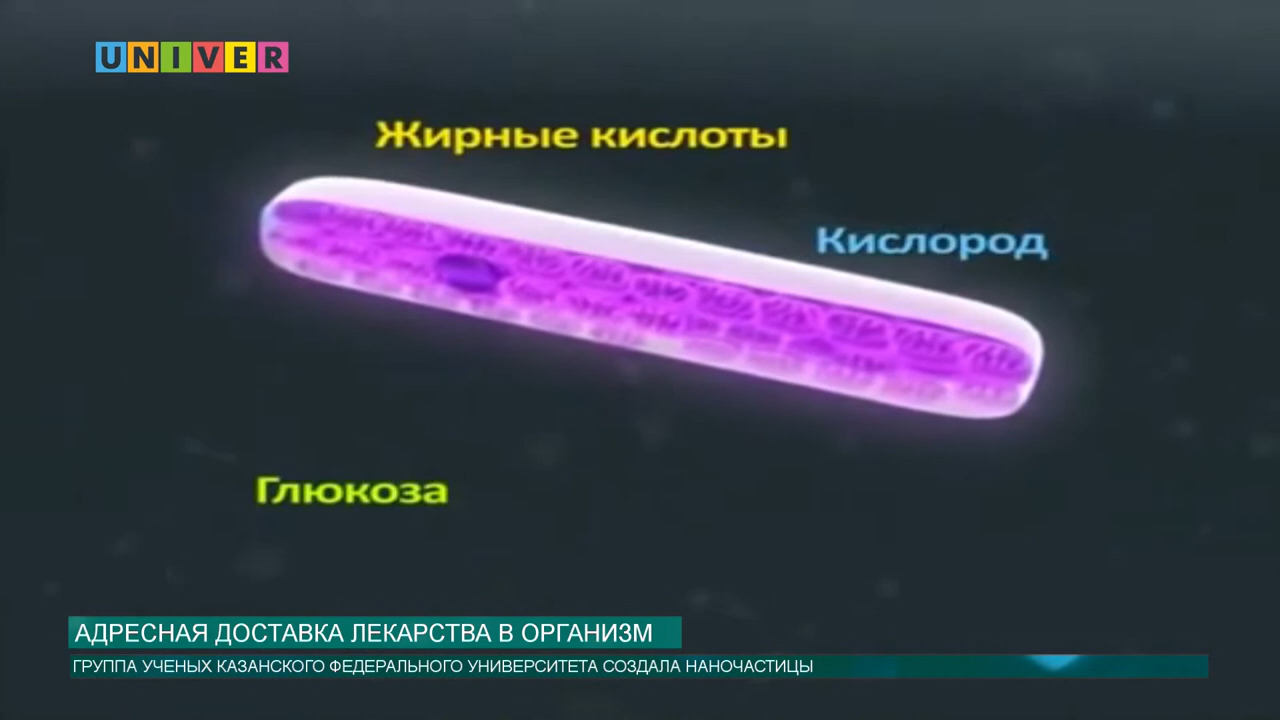 UNIVER
Жирные кислоты
Кислород
Глюкоза
АДРЕСНАЯ ДОСТАВКА ЛЕКАРСТВА В ОРГАНИЗМ
ГРУППА УЧЕНЫХ КАЗАНСКОГО ФЕДЕРАЛЬНОГО УНИВЕРСИТЕТА СОЗДАЛА НАНОЧАСТИЦЫ